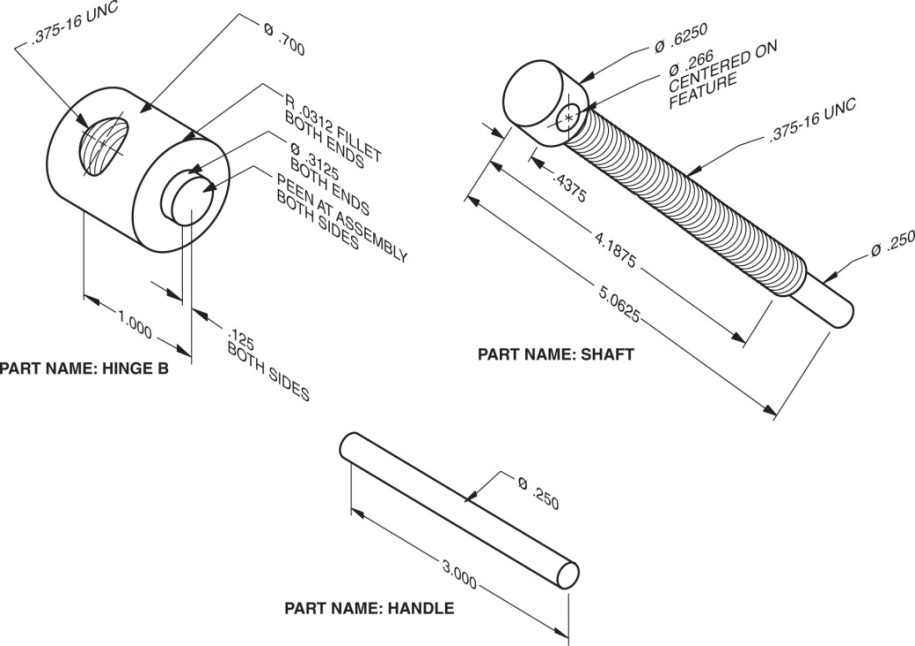 .375-16 UNC
Ø .700
R .0312 FILLET
BOTH ENDS
Ø .3125
BOTH ENDS
PEEN AT ASSEMBLY
BOTH SIDES
1.000
.125
BOTH SIDES
PART NAME: HINGE B
Ø .6250
Ø .266
CENTERED ON
FEATURE
.375-16 UNC
.4375
4.1875
5.0625
Ø .250
PART NAME: SHAFT
Ø .250
3.000
PART NAME: HANDLE